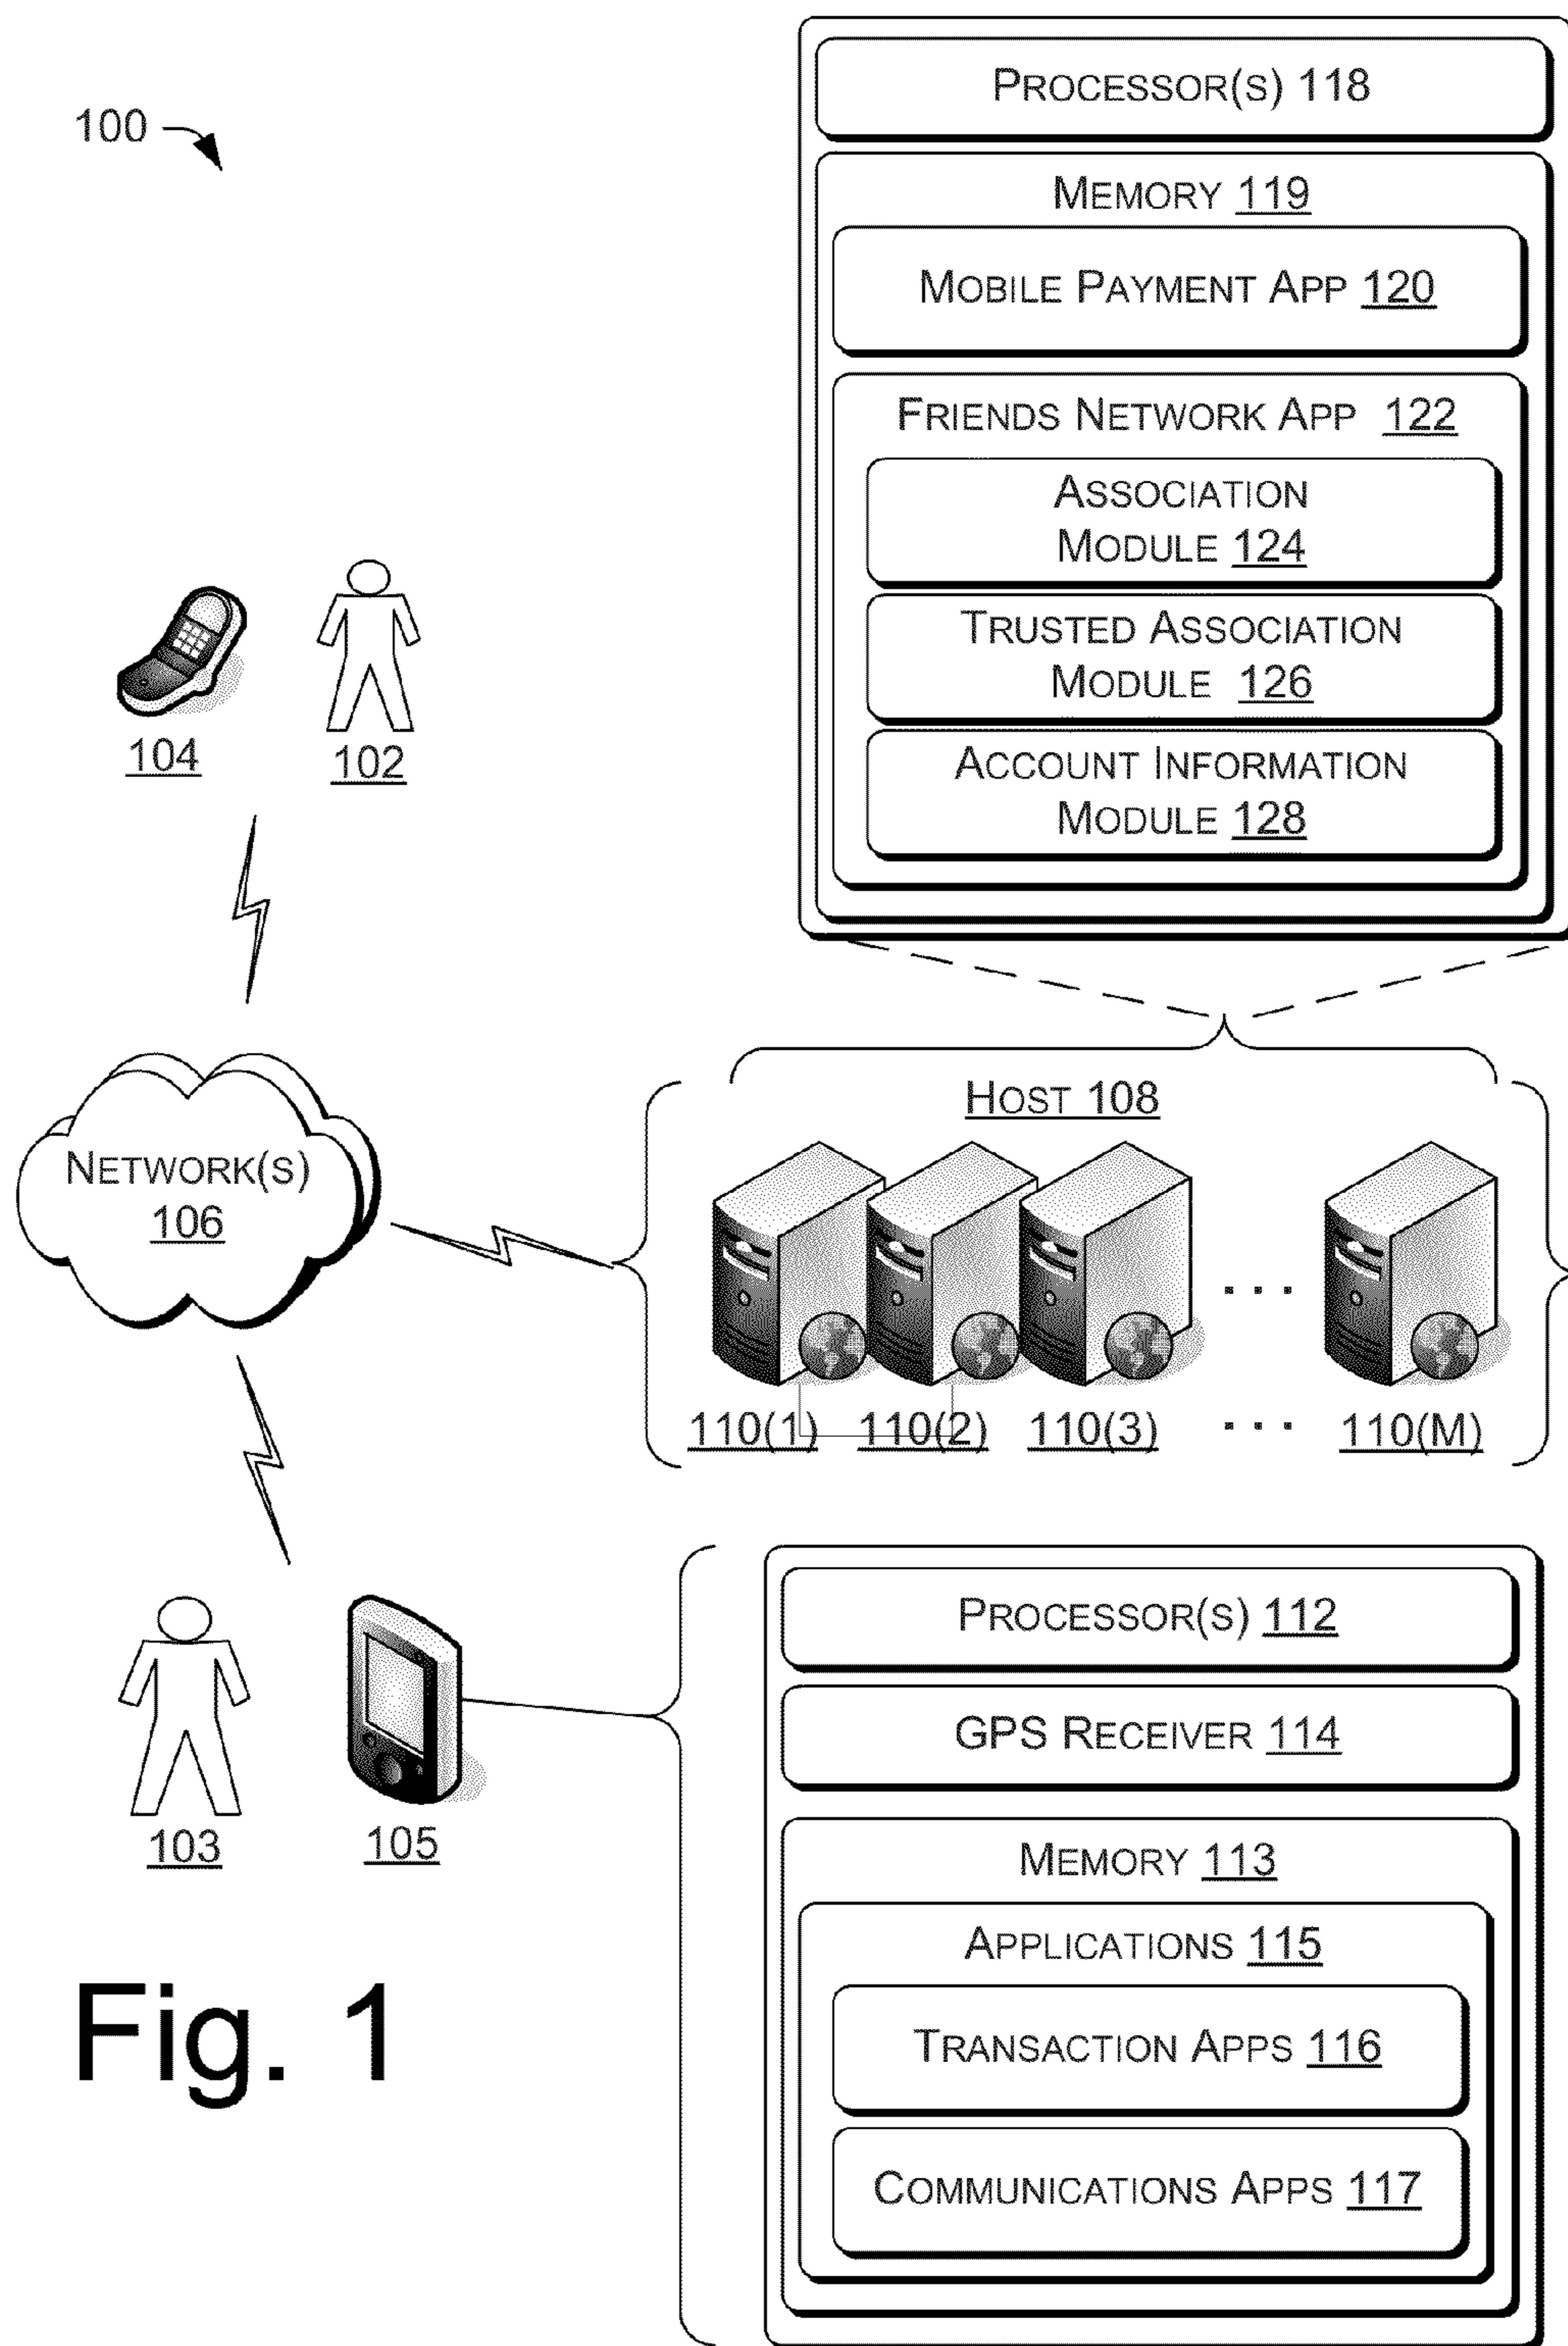 100
PROCESSOR(S) 118
MEMORY 119
MOBILE PAYMENT APP 120
FRIENDS NETWORK APP 122
ASSOCIATION
MODULE 124
TRUSTED ASSOCIATION
MODULE 126
ACCOUNT INFORMATION
MODULE 128
104
102
NETWORK(S)
106
HOST 108
110(1) 110(2) 110(3) ... 110(M)
103
105
PROCESSOR(S) 112
GPS RECEIVER 114
MEMORY 113
APPLICATIONS 115
TRANSACTION APPS 116
COMMUNICATIONS APPS 117
Fig. 1